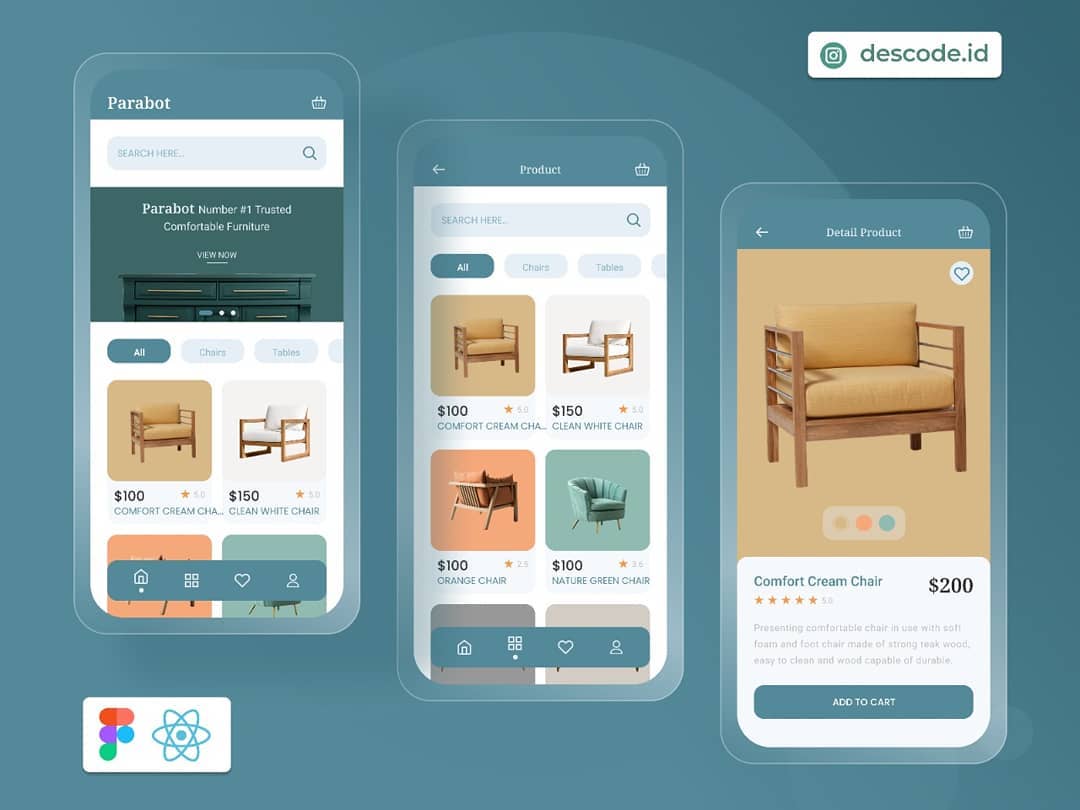 descode.id
Parabot
SEARCH HERE...
Parabot Number #1 Trusted
Comfortable Furniture
VIEW NOW
All Chairs Tables
$100 5.0 $150 5.0
COMFORT CREAM CHA... CLEAN WHITE CHAIR
Product
SEARCH HERE...
All Chairs Tables
$100 5.0 $150 5.0
COMFORT CREAM CHA... CLEAN WHITE CHAIR
$100 2.5 $100 3.6
ORANGE CHAIR NATURE GREEN CHAIR
Detail Product
Comfort Cream Chair $200
5.0
Presenting comfortable chair in use with soft
foam and foot chair made of strong teak wood,
easy to clean and wood capable of durable.
ADD TO CART